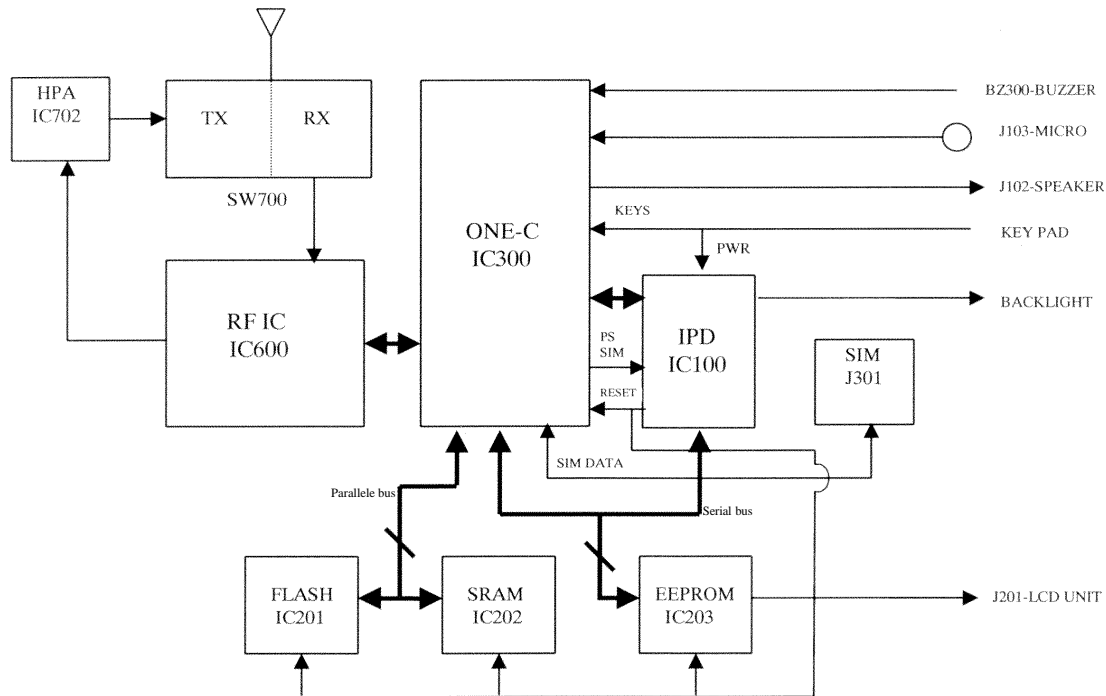 HPA
IC702
TX
RX
SW700
RF IC
IC600
ONE-C
IC300
BZ300-BUZZER
J103-MICRO
J102-SPEAKER
KEYS
KEY PAD
PWR
IPD
IC100
BACKLIGHT
PS
SIM
RESET
SIM
J301
SIM DATA
Parallele bus
Serial bus
FLASH
IC201
SRAM
IC202
EEPROM
IC203
J201-LCD UNIT